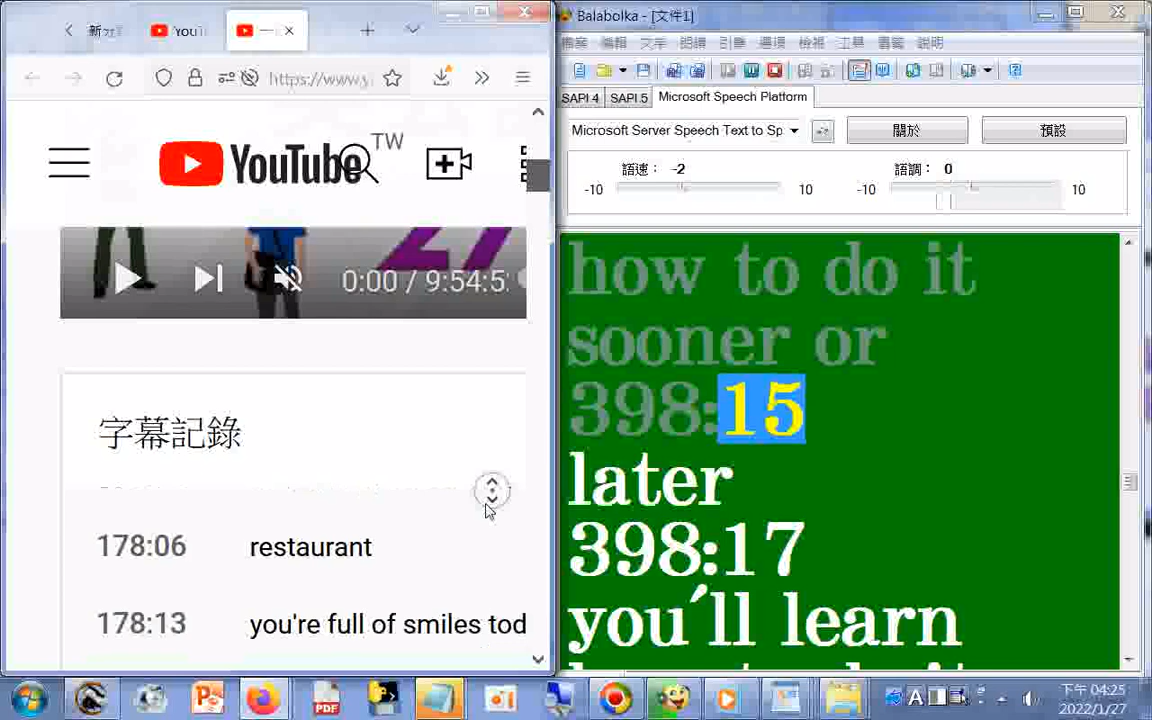 YouTube TW
27
0:00 / 9:54:5
字幕記錄
178:06 restaurant
178:13 you're full of smiles tod
https://www.y
Balabolka - [文件1]
檔案 編輯 文字 朗讀 引擎 選項 檢視 工具 書籤 說明
SAPI 4 SAPI 5 Microsoft Speech Platform
Microsoft Server Speech Text to Sp
關於 預設
語速： -2 語調： 0
-10 10 -10 10
how to do it
sooner or
398:15
later
398:17
you´ll learn
PDF
下午 04:25
2022/1/27